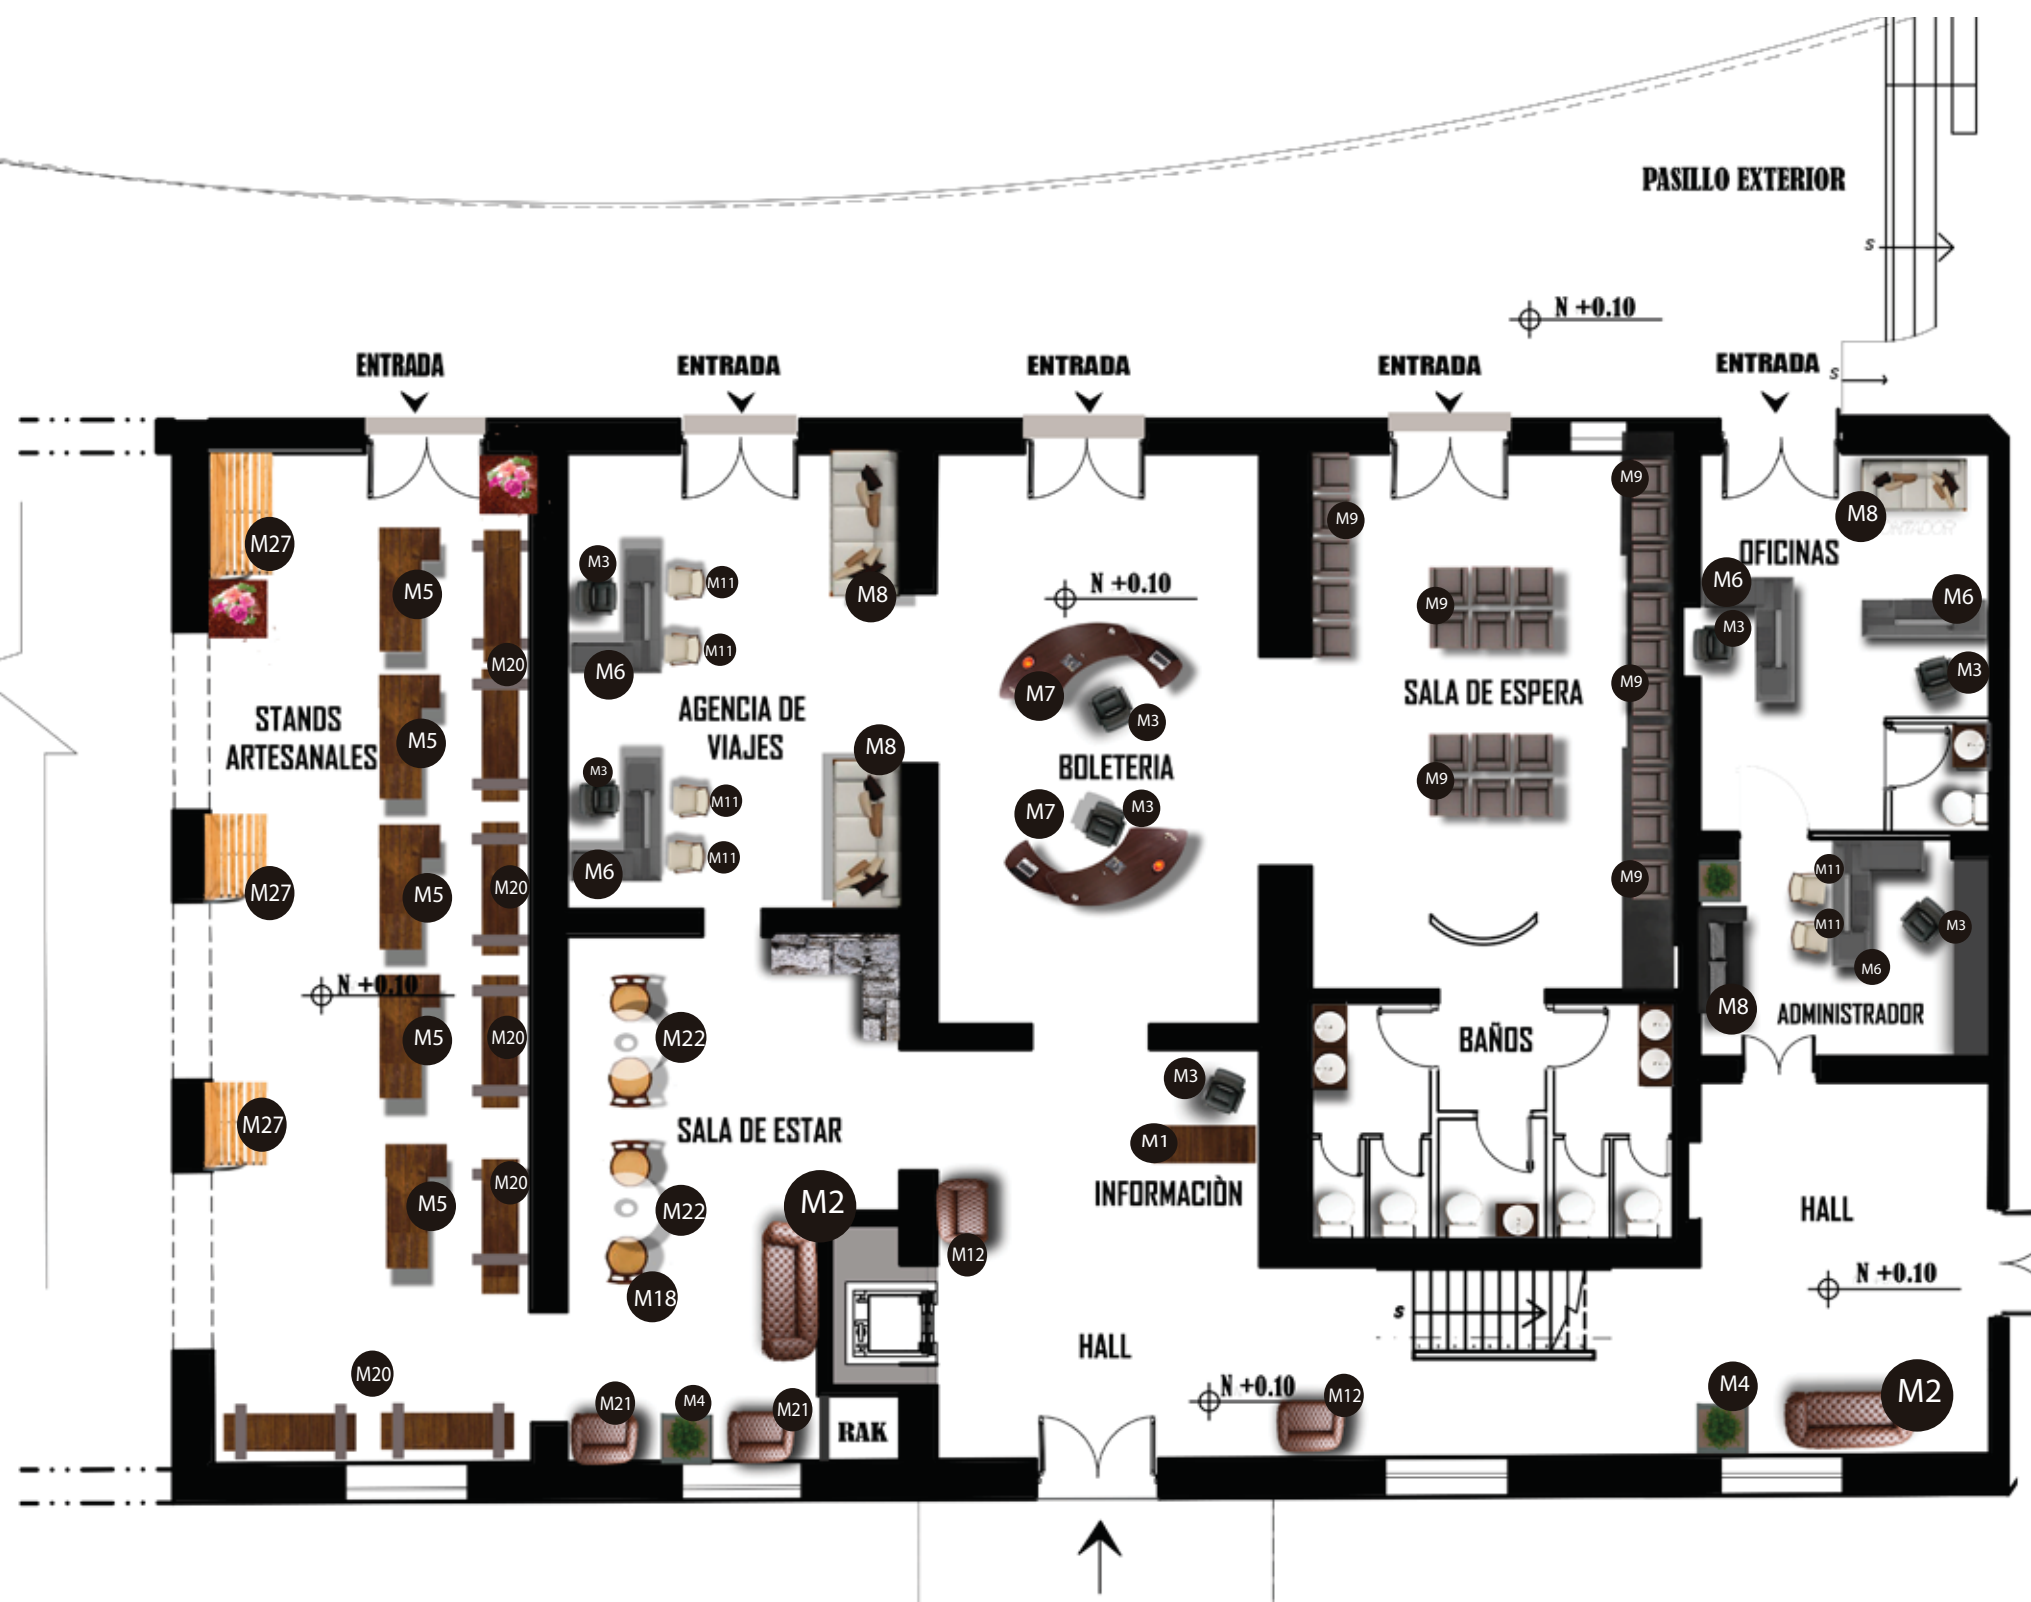 PASILLO EXTERIOR
s
N +0.10
ENTRADA
ENTRADA
ENTRADA
ENTRADA
ENTRADA
s
M9
M8
M9
M27
OFICINAS
M3
M11
M6
N +0.10
M5
M8
M9
M6
M3
M11
M20
M6
M3
M9
SALA DE ESPERA
M7
STANDS
ARTESANALES
AGENCIA DE
VIAJES
M3
M5
M8
BOLETERIA
M3
M9
M11
M7
M3
M11
M6
M9
M11
M27
M5
M20
M11
M3
M6
N +0.10
M8
ADMINISTRADOR
M5
M20
M22
BAÑOS
M3
M27
SALA DE ESTAR
M1
M20
INFORMACIÒN
M5
M2
M22
HALL
M12
N +0.10
M18
s
HALL
M20
N +0.10
M21
M4
M21
M12
M4
M2
RAK